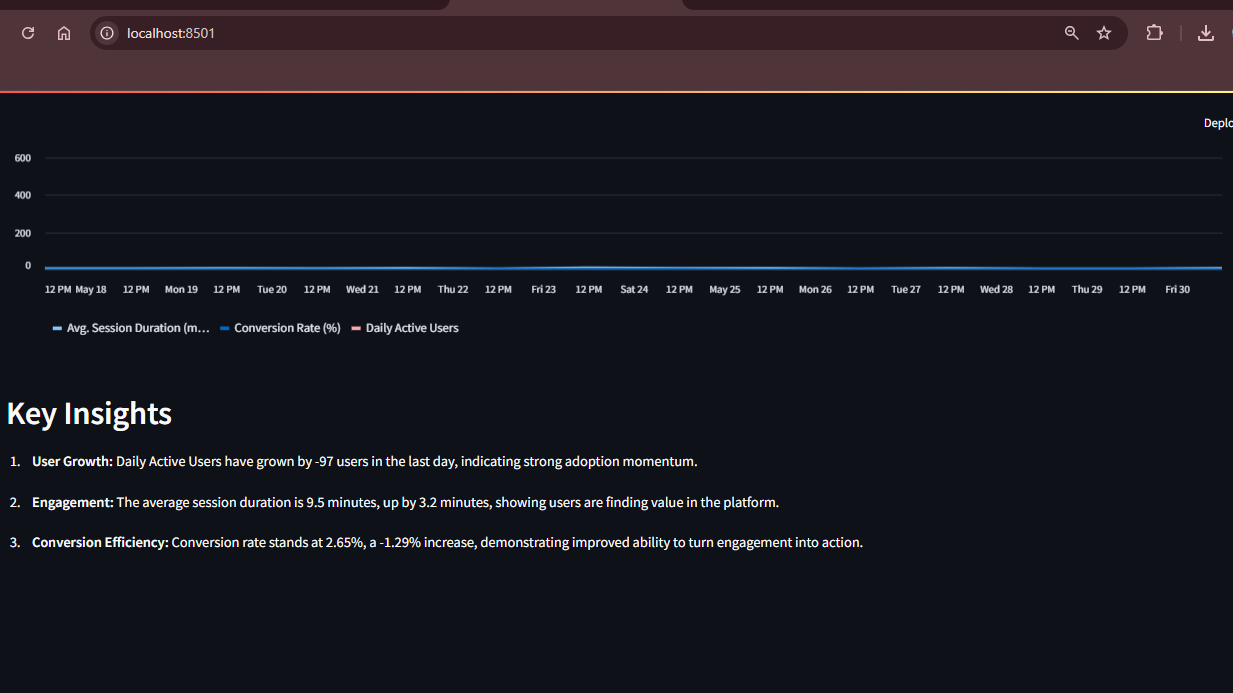 localhost:8501
Deplo
600
400
200
0
12 PM May 18 12 PM Mon 19 12 PM Tue 20 12 PM Wed 21 12 PM Thu 22 12 PM Fri 23 12 PM Sat 24 12 PM May 25 12 PM Mon 26 12 PM Tue 27 12 PM Wed 28 12 PM Thu 29 12 PM Fri 30
Avg. Session Duration (m... Conversion Rate (%) Daily Active Users
Key Insights
1. User Growth: Daily Active Users have grown by -97 users in the last day, indicating strong adoption momentum.
2. Engagement: The average session duration is 9.5 minutes, up by 3.2 minutes, showing users are finding value in the platform.
3. Conversion Efficiency: Conversion rate stands at 2.65%, a -1.29% increase, demonstrating improved ability to turn engagement into action.